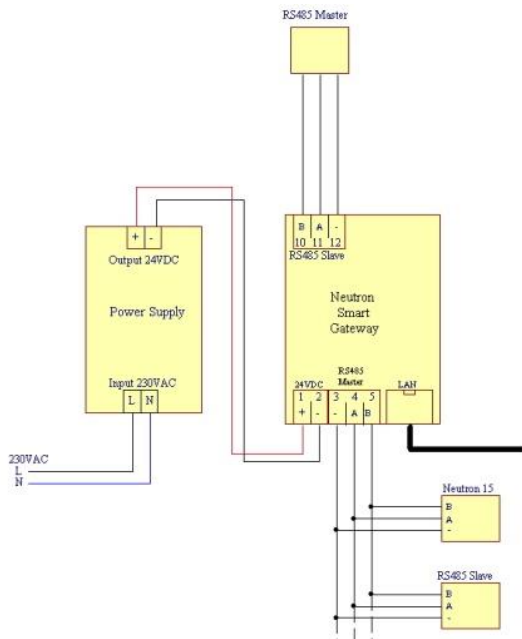 RS485 Master
B A -
10 11 12
RS485 Slave
+ -
Output 24VDC
Power Supply
Input 230VAC
L N
Neutron
Smart
Gateway
RS485
Master
24VDC
LAN
1 2 3 4 5
+ - - A B
230VAC
L
N
Neutron 15
B
A
-
RS485 Slave
B
A
-